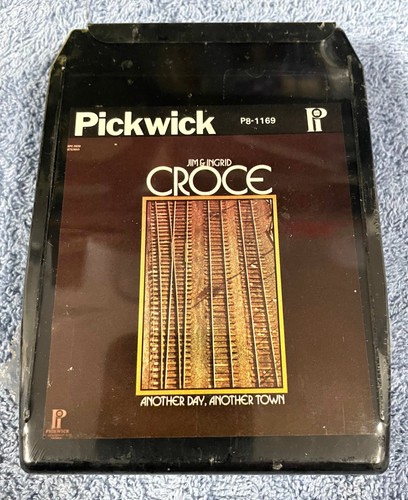 Pickwick P8-1169
JIM & INGRID
CROCE
ANOTHER DAY, ANOTHER TOWN
PICKWICK